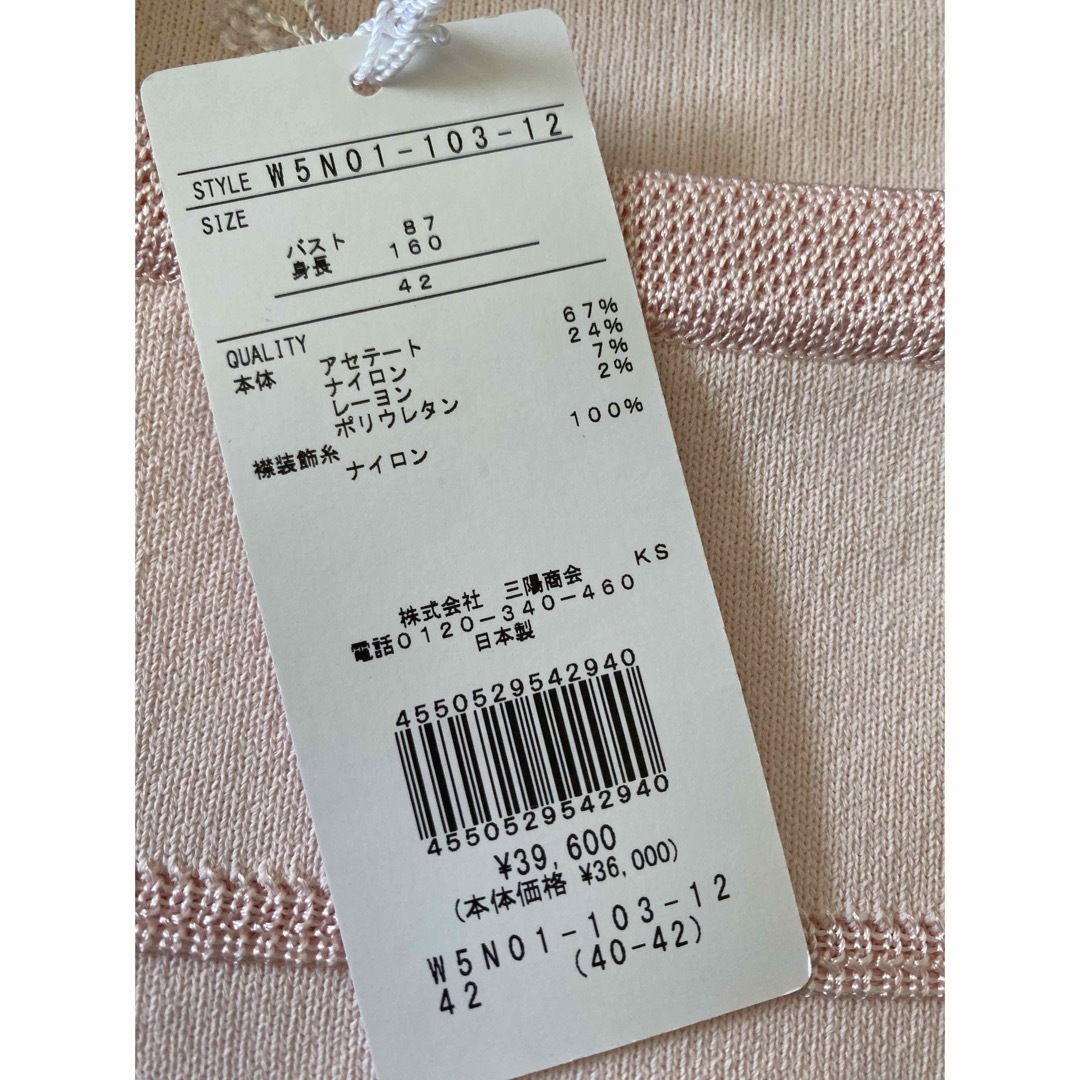 STYLE W5N01-103-12
SIZE
バスト 87
身長 160
42
QUALITY
本体 アセテート 67%
ナイロン 24%
レーヨン 7%
ポリウレタン 2%
襟装飾糸 ナイロン 100%
KS
株式会社 三陽商会
電話0120-340-460
日本製
4550529542940
4550529542940
¥39,600
(本体価格 ¥36,000)
W5N01-103-12
42 (40-42)